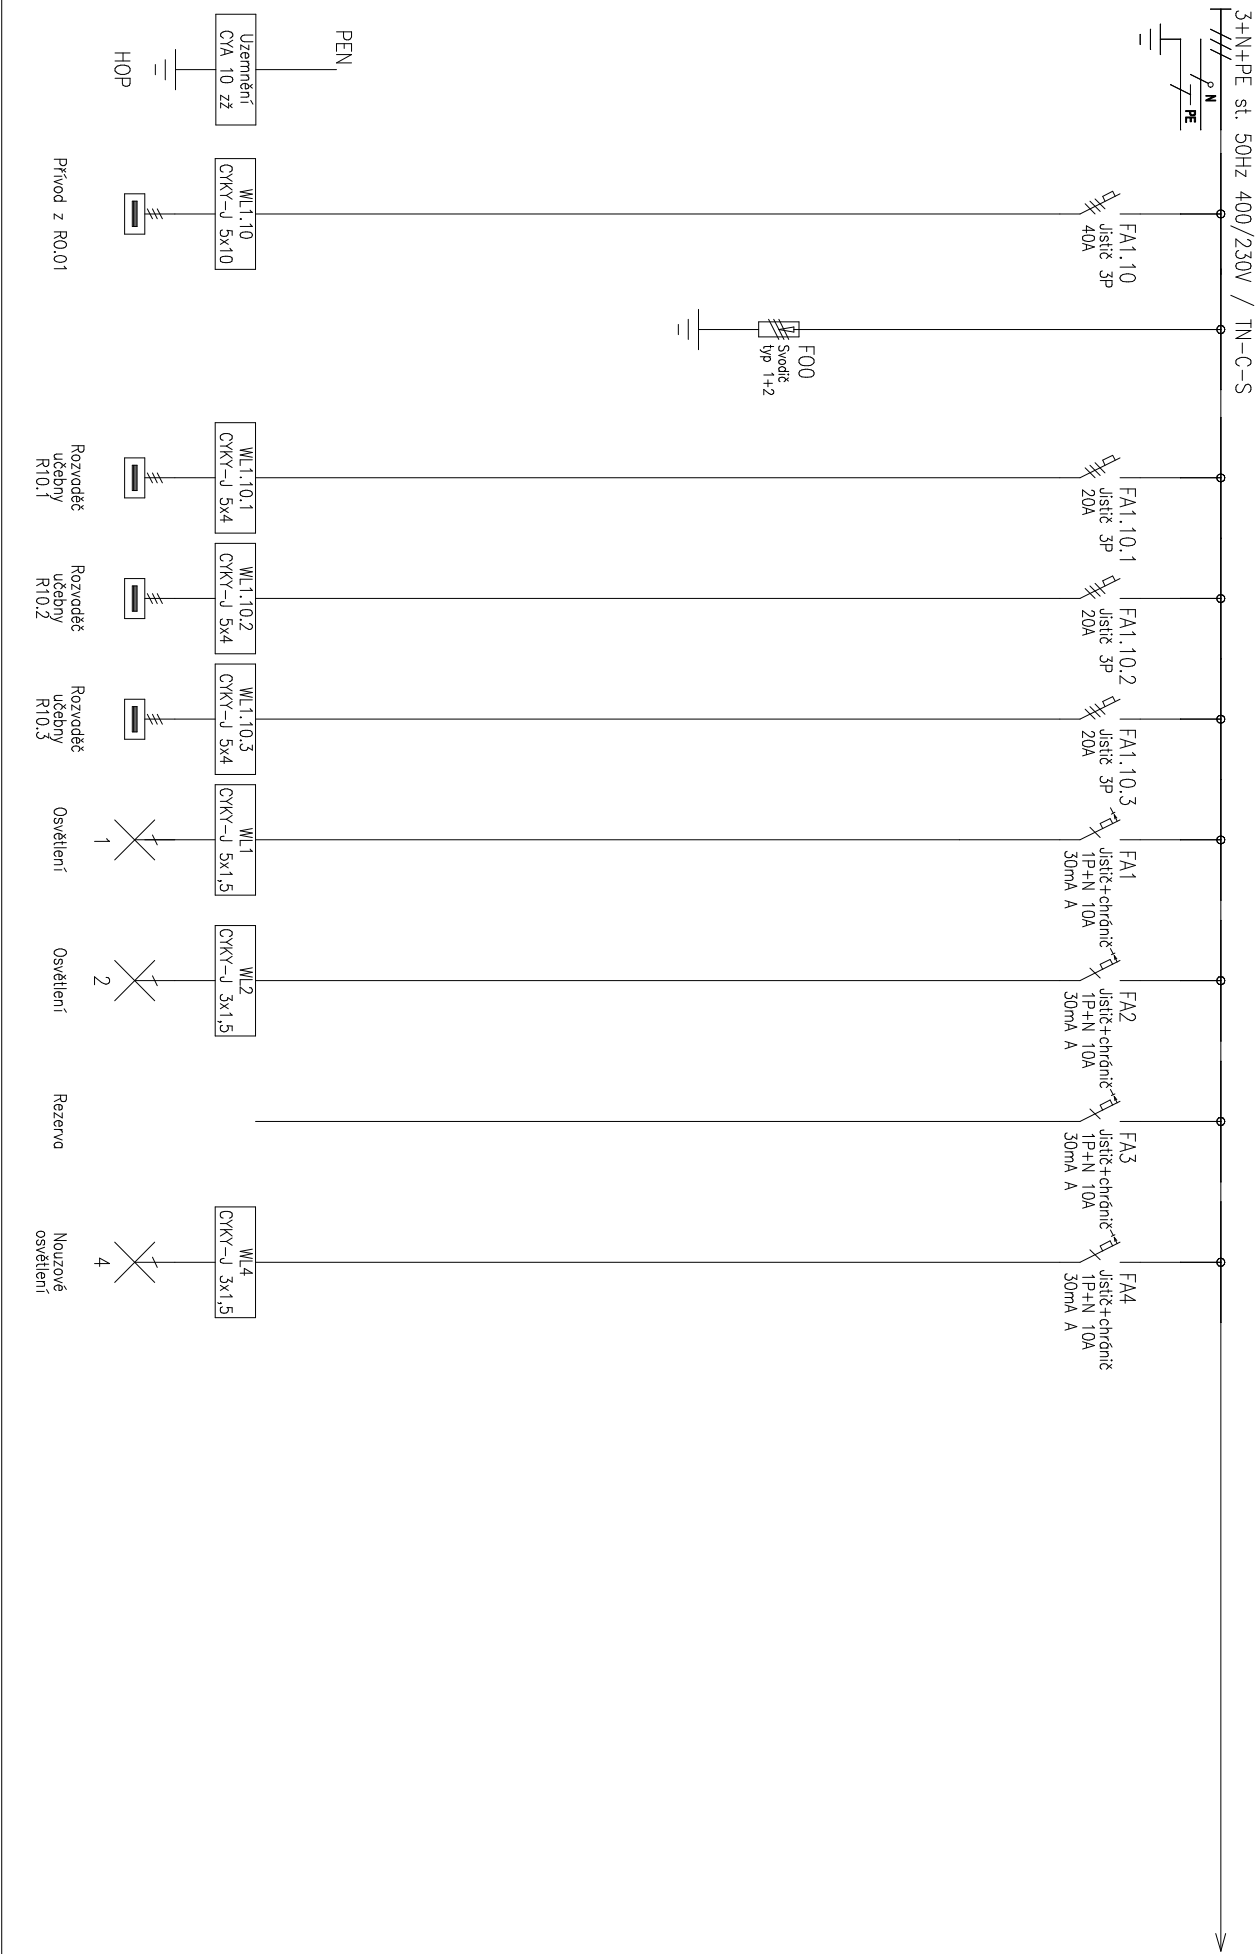 3+N+PE st. 50Hz 400/230V / TN-C-S
N
PE
PEN
Uzemnění
CYA 10 zž
HOP
FA1.10
Jistič 3P
40A
WL1.10
CYKY-J 5x10
Přívod z R0.01
F00
Svodič
typ 1+2
FA1.10.1
Jistič 3P
20A
WL1.10.1
CYKY-J 5x4
Rozvaděč
učebny
R10.1
FA1.10.2
Jistič 3P
20A
WL1.10.2
CYKY-J 5x4
Rozvaděč
učebny
R10.2
FA1.10.3
Jistič 3P
20A
WL1.10.3
CYKY-J 5x4
Rozvaděč
učebny
R10.3
FA1
Jistič+chránič
1P+N 10A
30mA A
WL1
CYKY-J 5x1,5
1
Osvětlení
FA2
Jistič+chránič
1P+N 10A
30mA A
WL2
CYKY-J 3x1,5
2
Osvětlení
FA3
Jistič+chránič
1P+N 10A
30mA A
Rezerva
FA4
Jistič+chránič
1P+N 10A
30mA A
WL4
CYKY-J 3x1,5
4
Nouzové
osvětlení